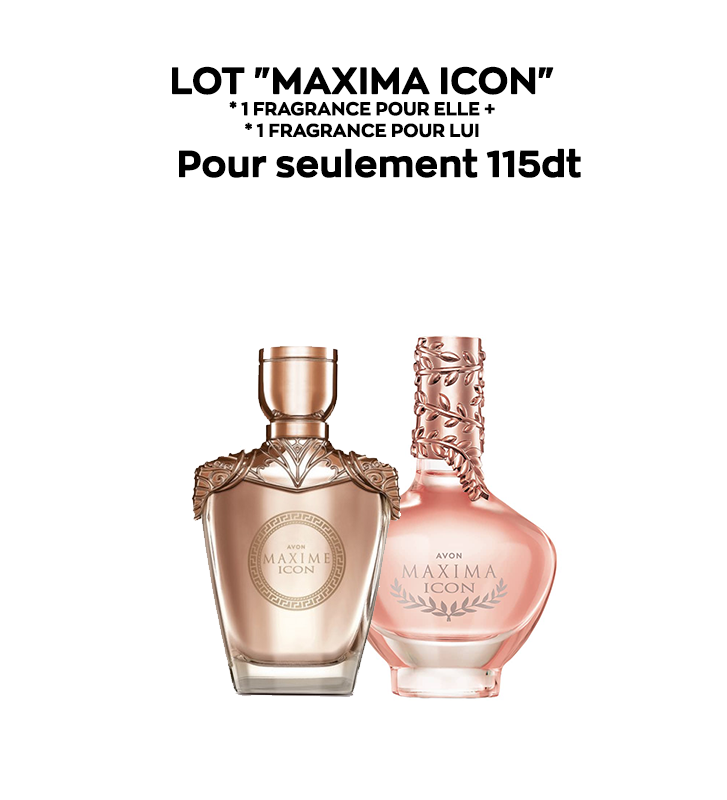 LOT "MAXIMA ICON"
* 1 FRAGRANCE POUR ELLE +
* 1 FRAGRANCE POUR LUI
Pour seulement 115dt
AVON
MAXIME
ICON
AVON
MAXIMA
ICON